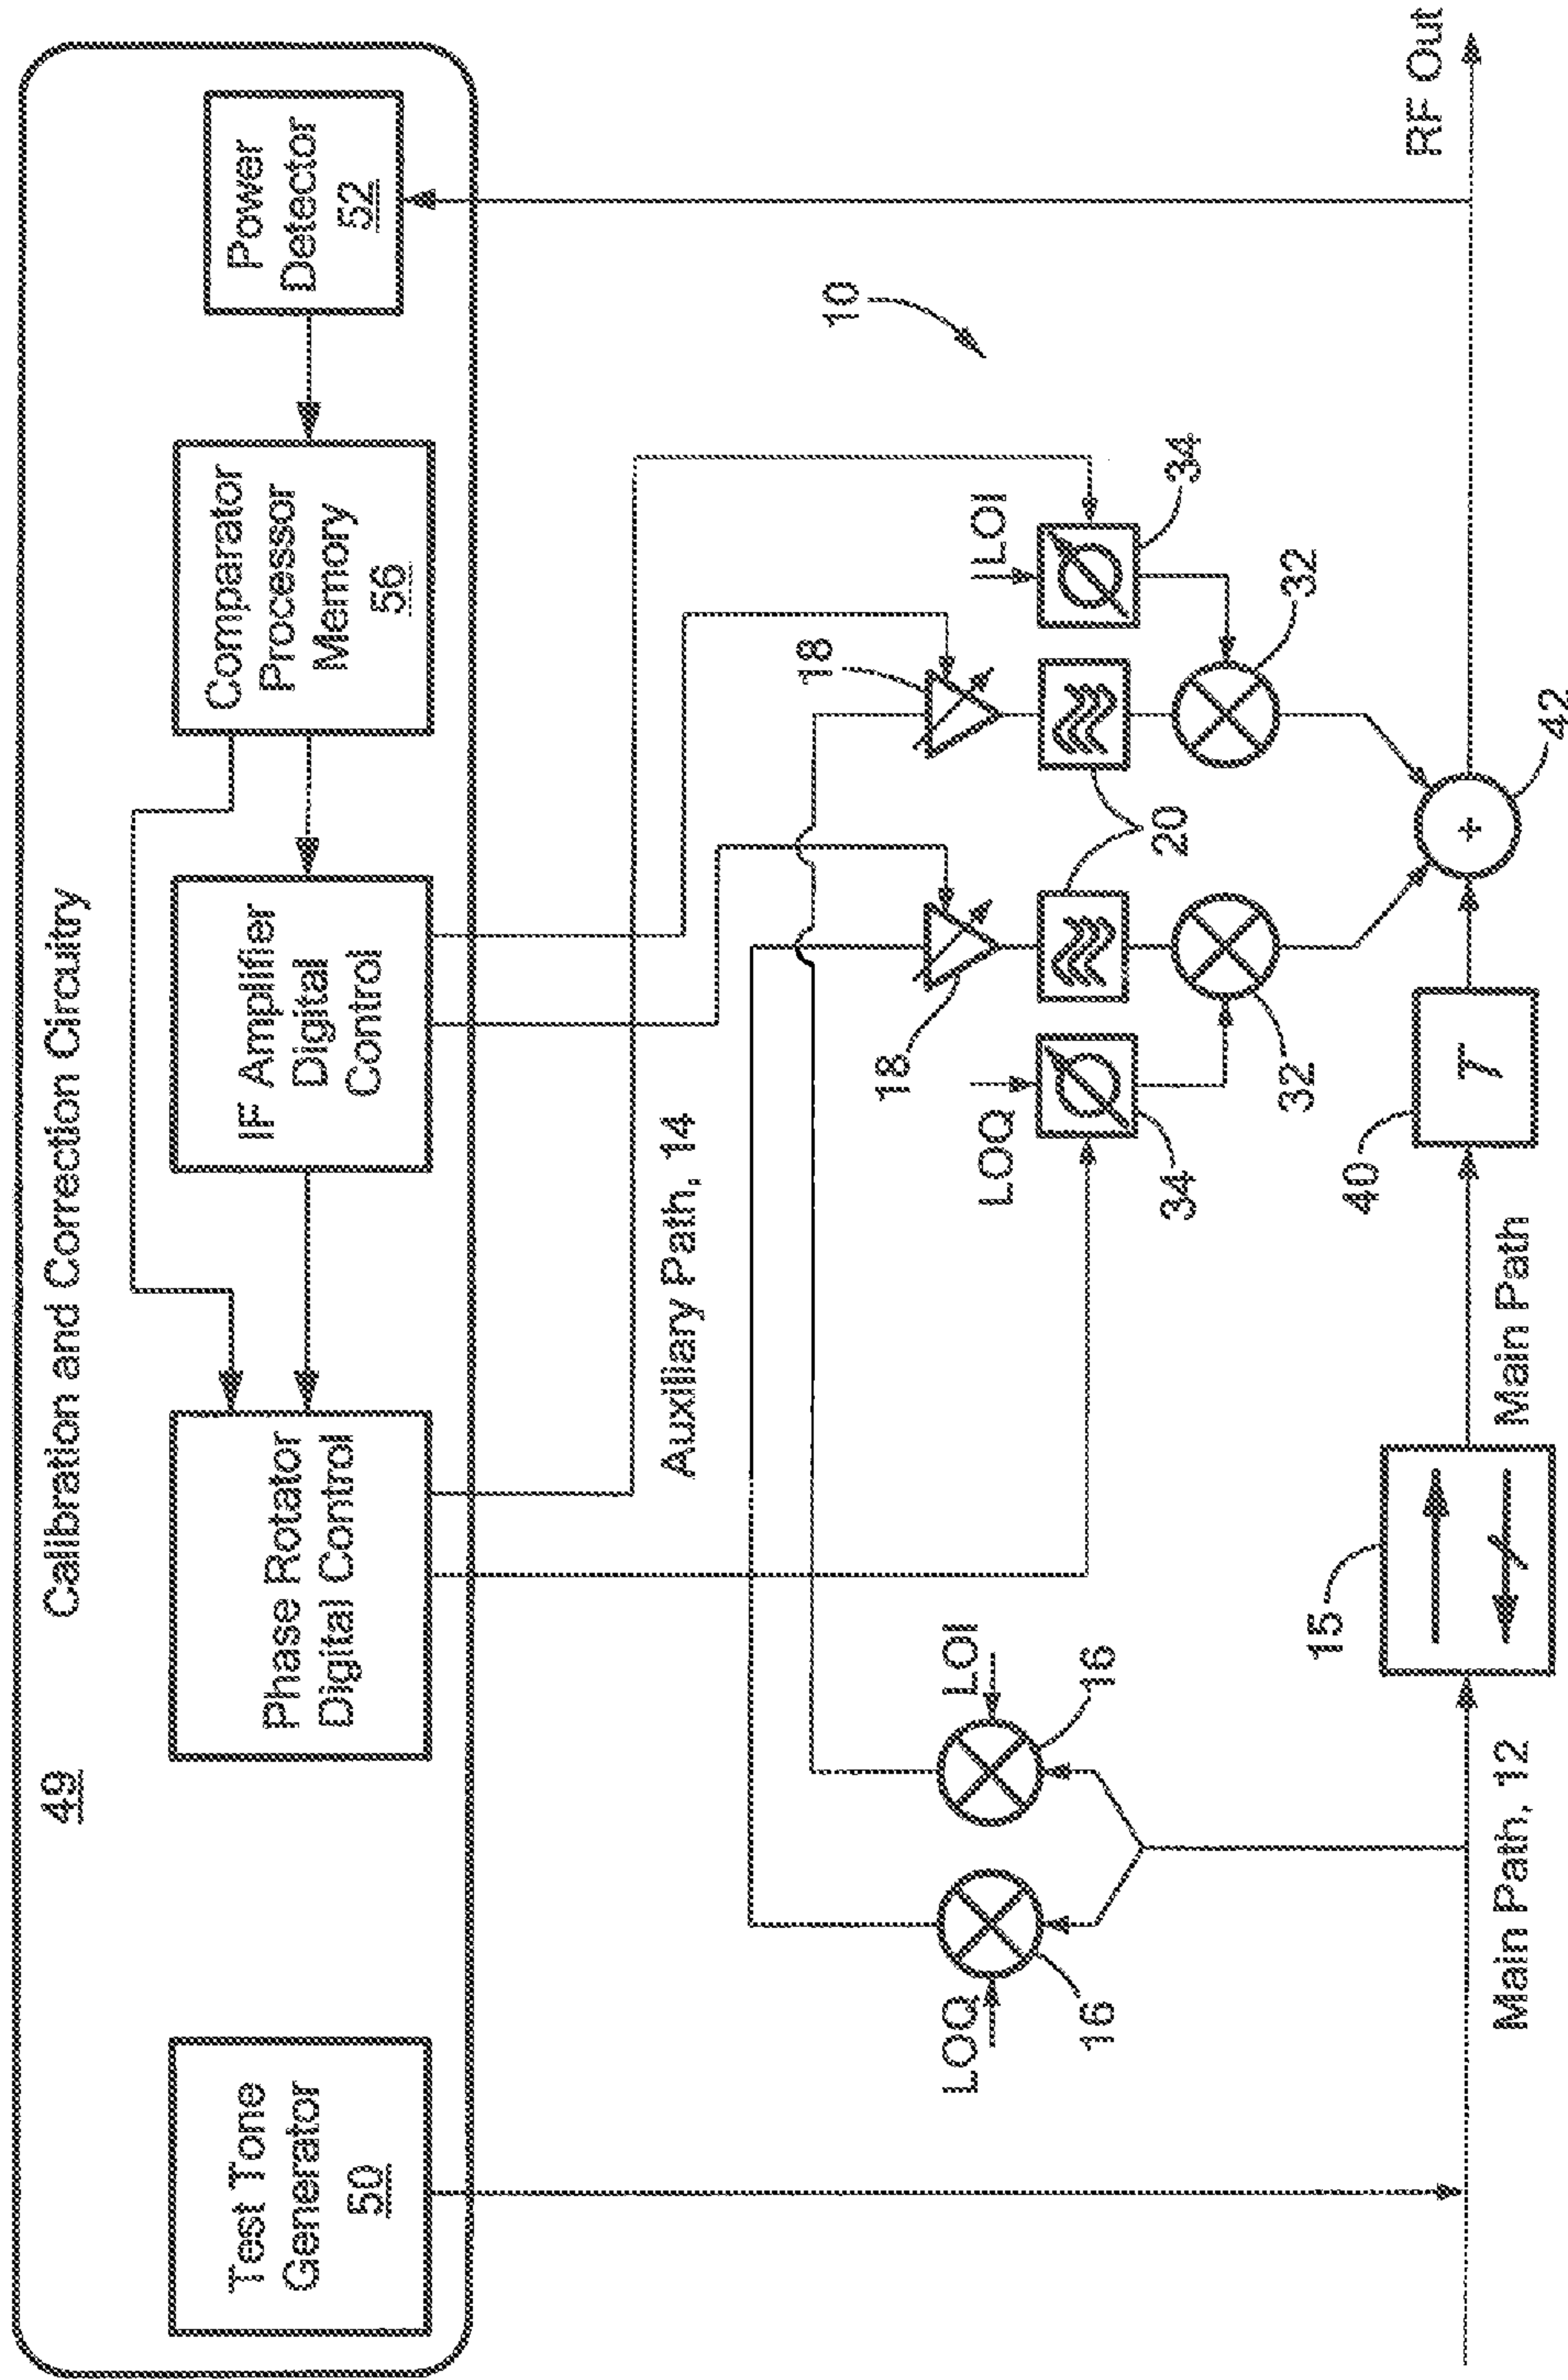 49
Calibration and Correction Circuitry
Test Tone
Generator
50
Phase Rotator
Digital Control
IF Amplifier
Digital
Control
Comparator
Processor
Memory
56
Power
Detector
52
Auxiliary Path, 14
10
LOQ
16
LOI
16
18
18
LOQ
34
20
LOI
34
32
32
Main Path, 12
15
Main Path
40
T
+
42
RF Out